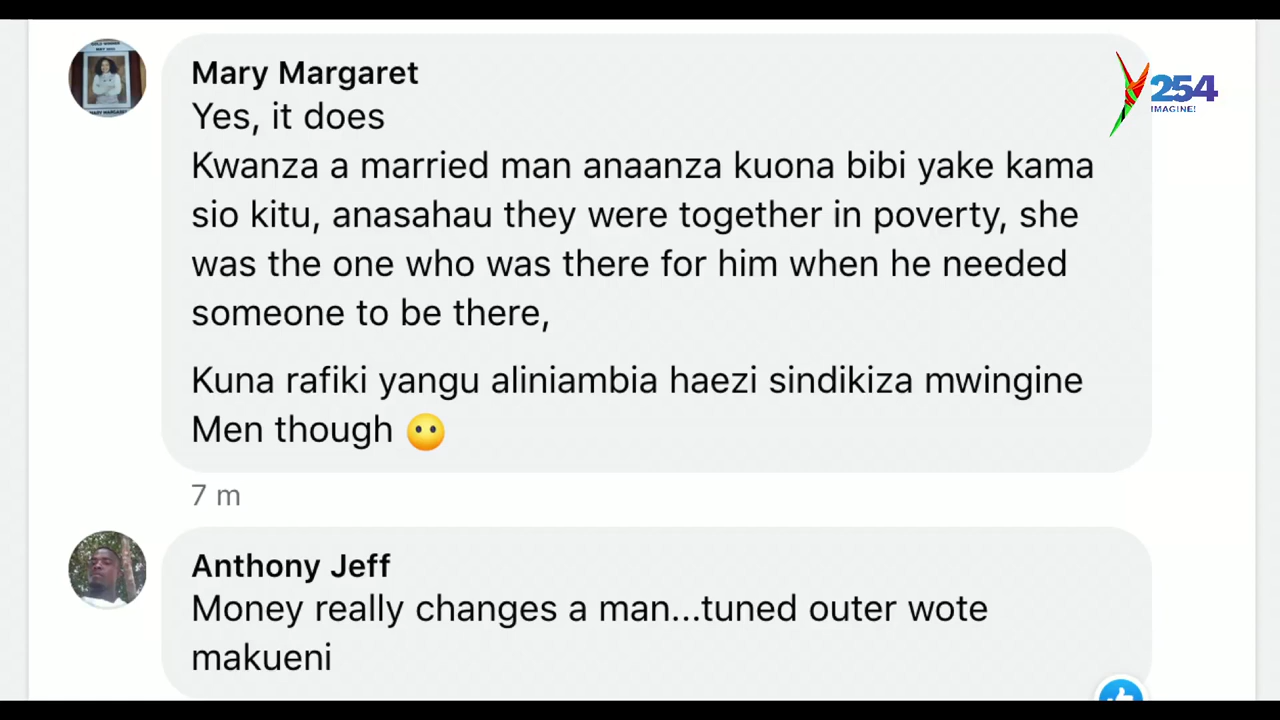 Mary Margaret
254
IMAGINE!
Yes, it does
Kwanza a married man anaanza kuona bibi yake kama
sio kitu, anasahau they were together in poverty, she
was the one who was there for him when he needed
someone to be there,
Kuna rafiki yangu aliniambia haezi sindikiza mwingine
Men though 😶
7 m
Anthony Jeff
Money really changes a man...tuned outer wote
makueni